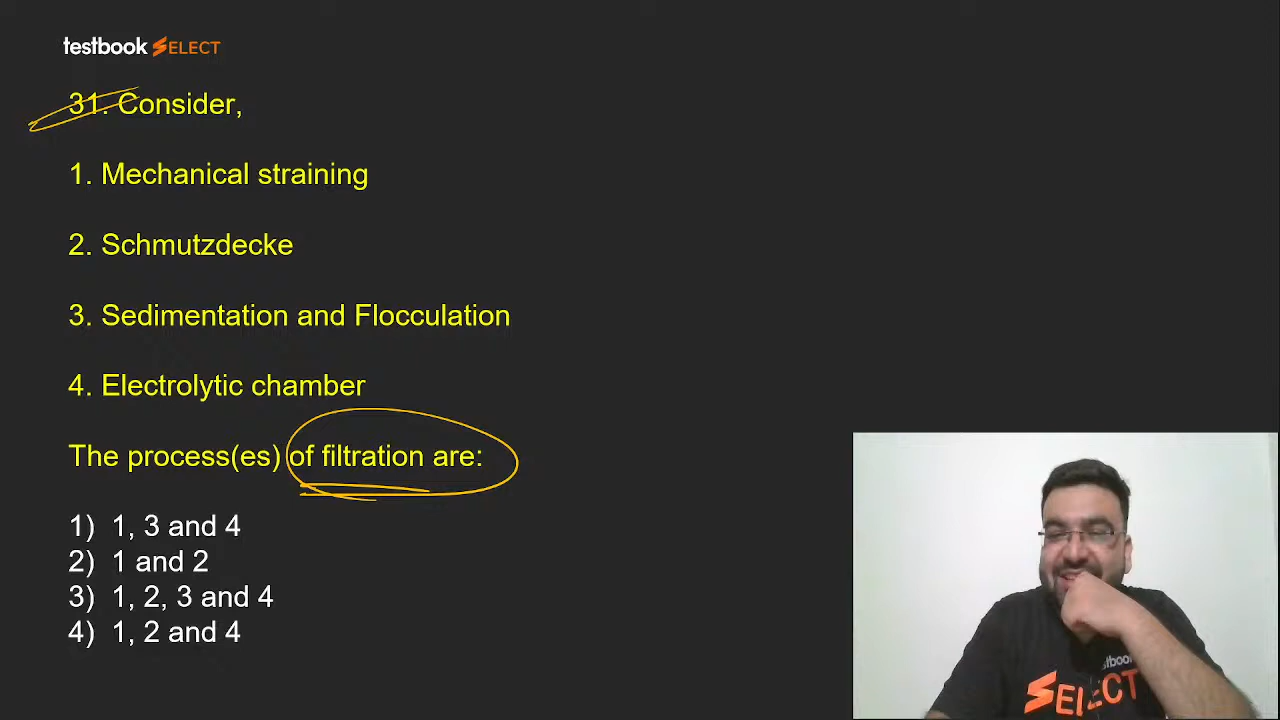 testbook SELECT
31. Consider,
1. Mechanical straining
2. Schmutzdecke
3. Sedimentation and Flocculation
4. Electrolytic chamber
The process(es) of filtration are:
1) 1, 3 and 4
2) 1 and 2
3) 1, 2, 3 and 4
4) 1, 2 and 4
stboo
SELECT